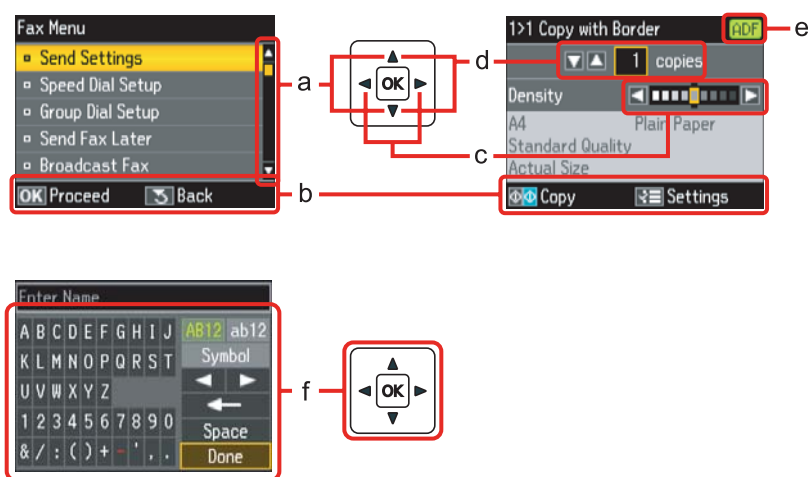 Fax Menu
Send Settings
Speed Dial Setup
Group Dial Setup
Send Fax Later
Broadcast Fax
OK Proceed Back
a
b
OK
d
c
1>1 Copy with Border ADF
e
1 copies
Density
A4 Plain Paper
Standard Quality
Actual Size
Copy Settings
Enter Name
A B C D E F G H I J AB12 ab12
K L M N O P Q R S T Symbol
U V W X Y Z
1 2 3 4 5 6 7 8 9 0 Space
& / : ( ) + - ' , . Done
f
OK